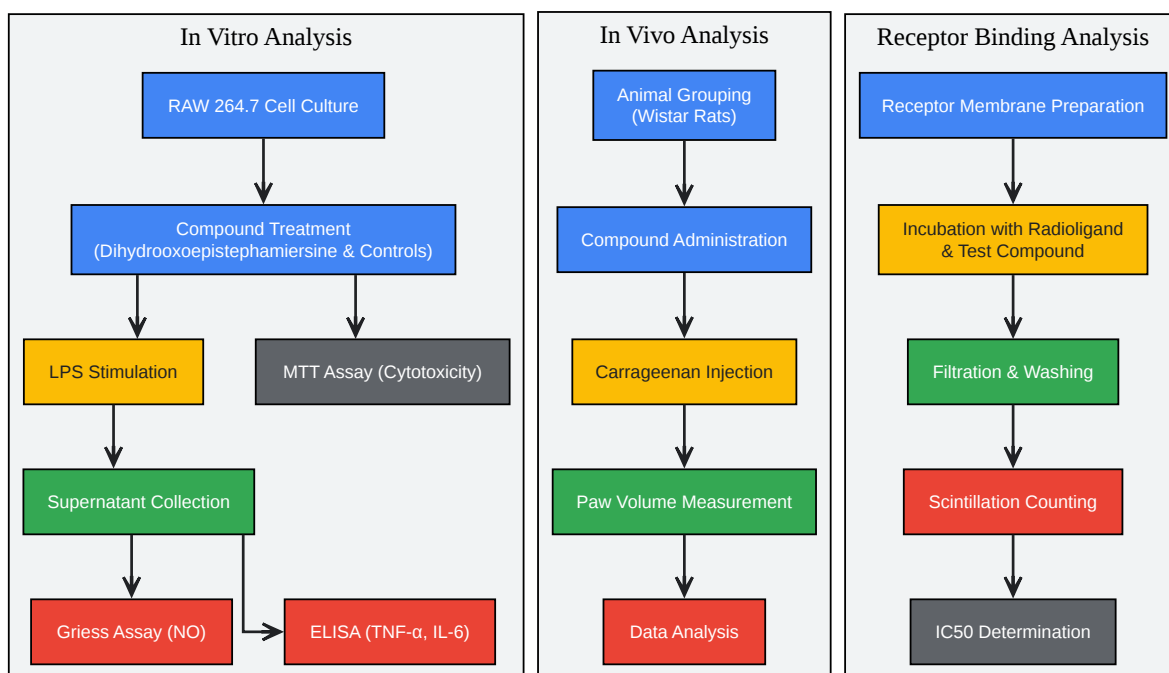 In Vitro Analysis
RAW 264.7 Cell Culture
Compound Treatment
(Dihydrooxoepistephamiersine & Controls)
LPS Stimulation
MTT Assay (Cytotoxicity)
Supernatant Collection
Griess Assay (NO)
ELISA (TNF-α, IL-6)
In Vivo Analysis
Animal Grouping
(Wistar Rats)
Compound Administration
Carrageenan Injection
Paw Volume Measurement
Data Analysis
Receptor Binding Analysis
Receptor Membrane Preparation
Incubation with Radioligand
& Test Compound
Filtration & Washing
Scintillation Counting
IC50 Determination